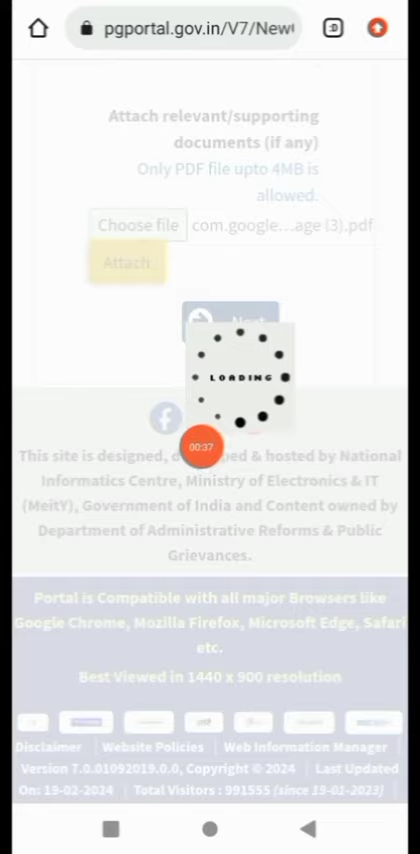 pgportal.gov.in/V7/New
:D
Attach relevant/supporting
documents (if any)
Only PDF file upto 4MB is
allowed.
Choose file com.google...age (3).pdf
Attach
Next
LOADING
00:37
This site is designed, d ped & hosted by National
Informatics Centre, Ministry of Electronics & IT
(MeitY), Government of India and Content owned by
Department of Administrative Reforms & Public
Grievances.
Portal is Compatible with all major Browsers like
Google Chrome, Mozilla Firefox, Microsoft Edge, Safari
etc.
Best Viewed in 1440 x 900 resolution
Disclaimer Website Policies Web Information Manager
Version 7.0.01092019.0.0, Copyright © 2024 Last Updated
On: 19-02-2024 Total Visitors : 991555 (since 19-01-2023)